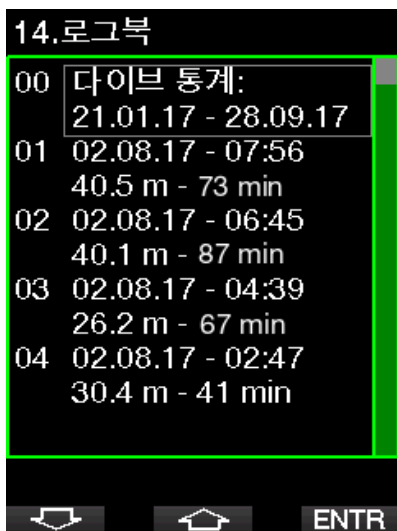 14.로그북
00 다이브 통계:
21.01.17 - 28.09.17
01 02.08.17 - 07:56
40.5 m - 73 min
02 02.08.17 - 06:45
40.1 m - 87 min
03 02.08.17 - 04:39
26.2 m - 67 min
04 02.08.17 - 02:47
30.4 m - 41 min
ENTR